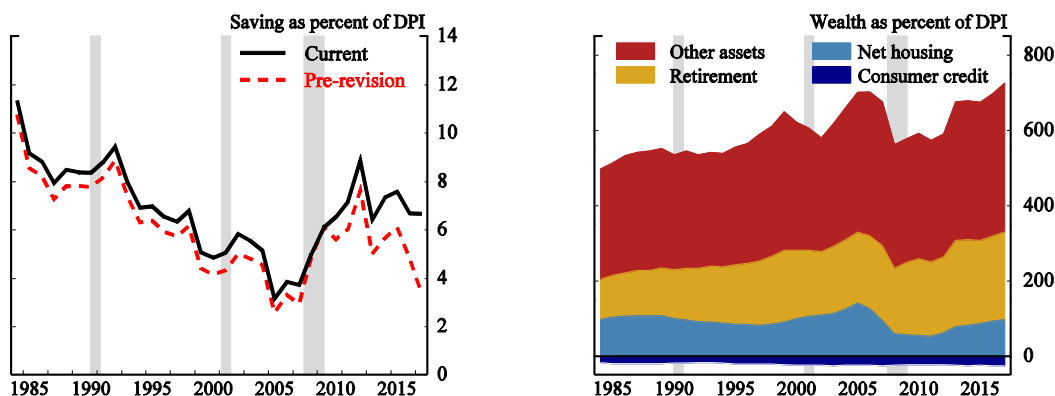 Saving as percent of DPI
Current
Pre-revision
14
12
10
8
6
4
2
0
1985 1990 1995 2000 2005 2010 2015
Wealth as percent of DPI
Other assets
Net housing
Retirement
Consumer credit
800
600
400
200
0
1985 1990 1995 2000 2005 2010 2015